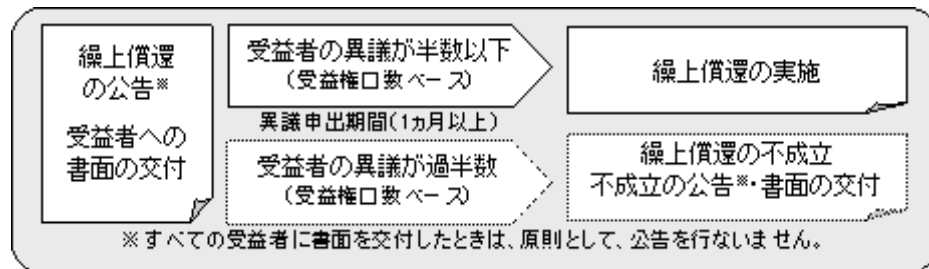 繰上償還
の公告※
受益者への
書面の交付
受益者の異議が半数以下
(受益権口数ベース)
異議申出期間(1ヵ月以上)
受益者の異議が過半数
(受益権口数ベース)
繰上償還の実施
繰上償還の不成立
不成立の公告※・書面の交付
※すべての受益者に書面を交付したときは、原則として、公告を行ないません。